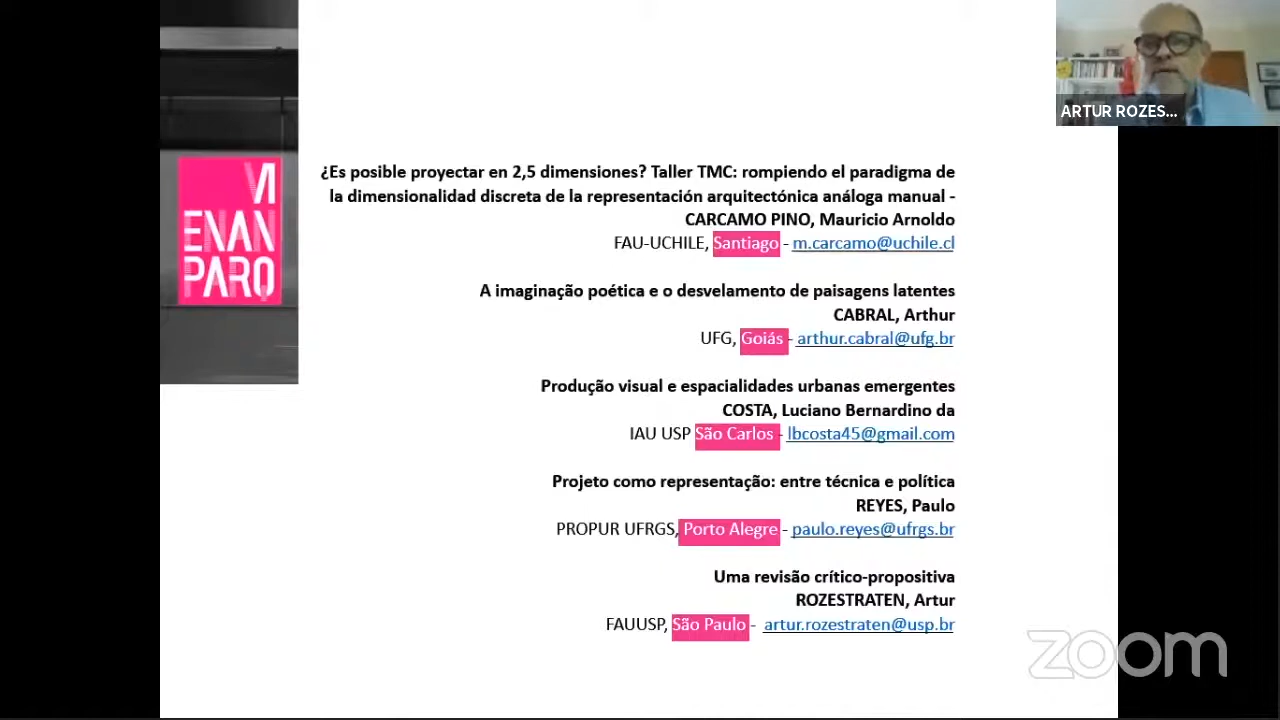 VI
ENAN
PARQ
ARTUR ROZES...
¿Es posible proyectar en 2,5 dimensiones? Taller TMC: rompiendo el paradigma de
la dimensionalidad discreta de la representación arquitectónica análoga manual -
CARCAMO PINO, Mauricio Arnoldo
FAU-UCHILE, Santiago - m.carcamo@uchile.cl
A imaginação poética e o desvelamento de paisagens latentes
CABRAL, Arthur
UFG, Goiás - arthur.cabral@ufg.br
Produção visual e espacialidades urbanas emergentes
COSTA, Luciano Bernardino da
IAU USP São Carlos - lbcosta45@gmail.com
Projeto como representação: entre técnica e política
REYES, Paulo
PROPUR UFRGS, Porto Alegre - paulo.reyes@ufrgs.br
Uma revisão crítico-propositiva
ROZESTRATEN, Artur
FAUUSP, São Paulo - artur.rozestraten@usp.br
zoom